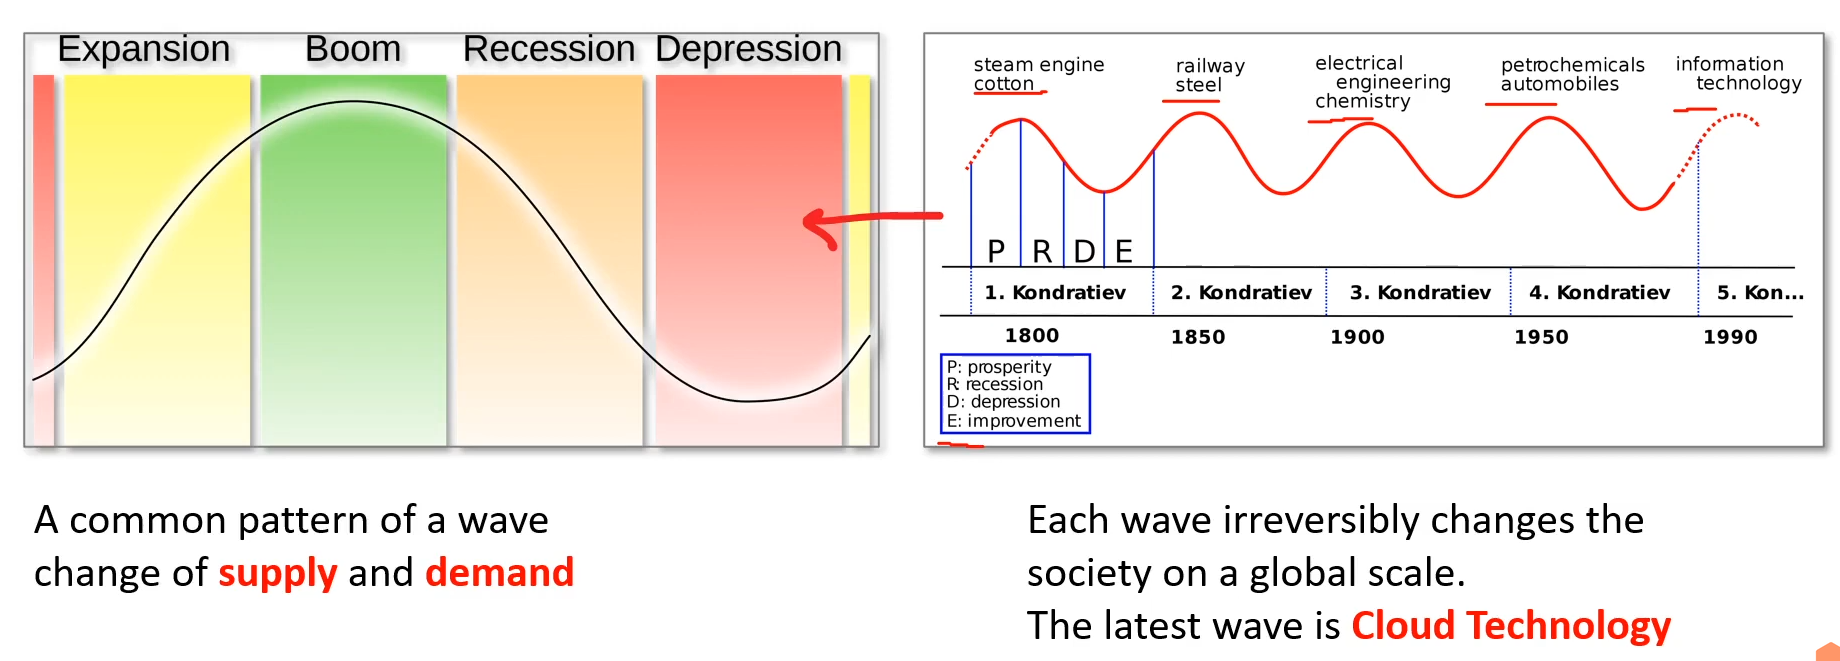 Expansion Boom Recession Depression
A common pattern of a wave
change of supply and demand
steam engine
cotton
railway
steel
electrical
engineering
chemistry
petrochemicals
automobiles
information
technology
P R D E
1. Kondratiev 2. Kondratiev 3. Kondratiev 4. Kondratiev 5. Kon...
1800 1850 1900 1950 1990
P: prosperity
R: recession
D: depression
E: improvement
Each wave irreversibly changes the
society on a global scale.
The latest wave is Cloud Technology